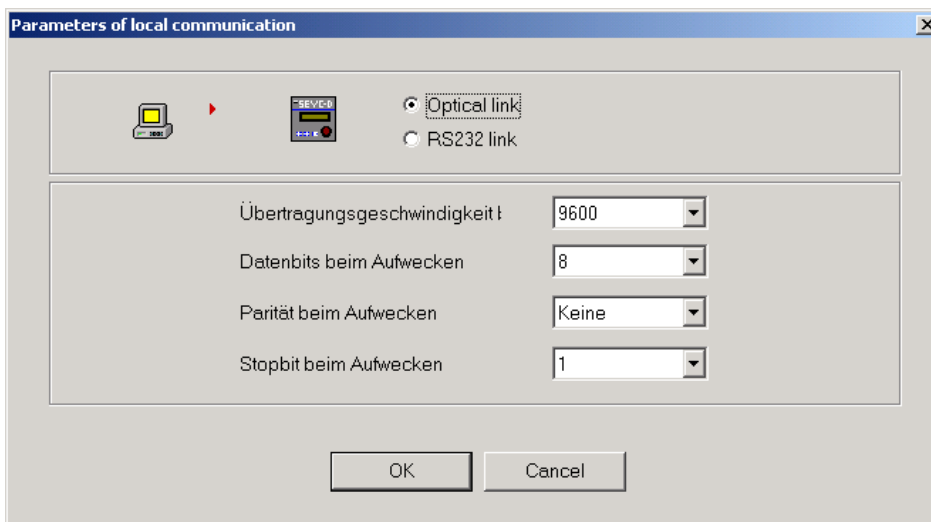 Parameters of local communication
SEVC-D
Optical link
RS232 link
Übertragungsgeschwindigkeit
9600
Datenbits beim Aufwecken
8
Parität beim Aufwecken
Keine
Stopbit beim Aufwecken
1
OK
Cancel